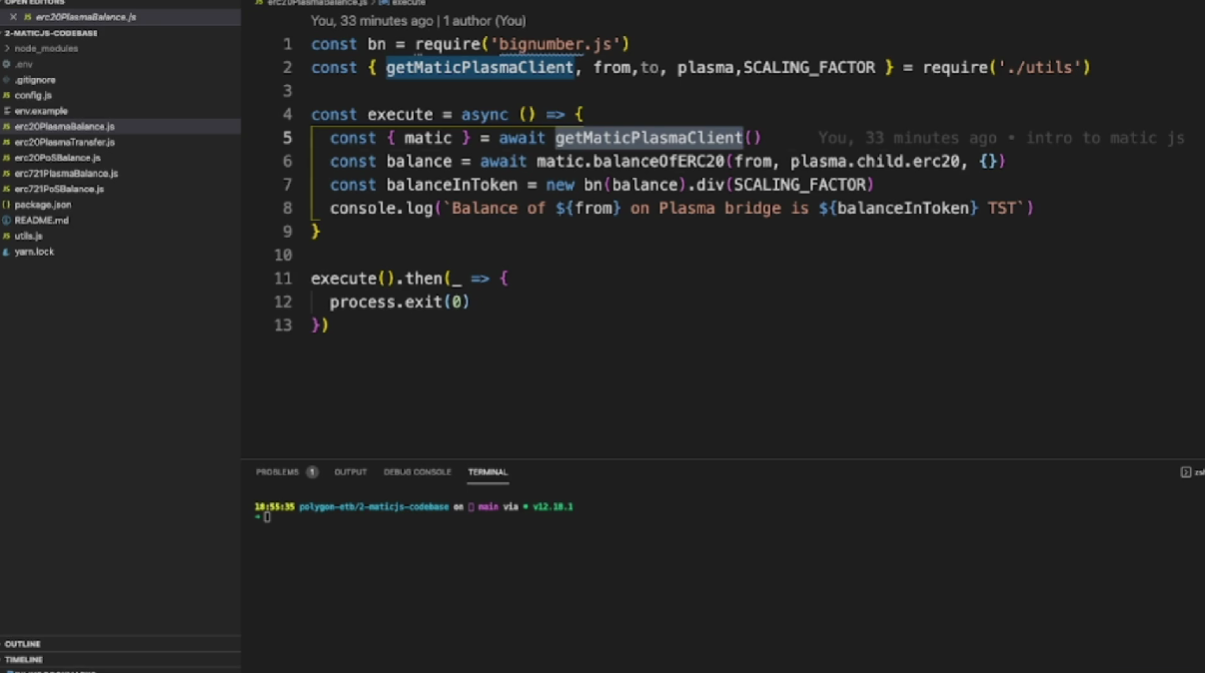 OPEN EDITORS
JS erc20PlasmaBalance.js
2-MATICJS-CODEBASE
node_modules
.env
.gitignore
JS config.js
env.example
JS erc20PlasmaBalance.js
JS erc20PlasmaTransfer.js
JS erc20PoSBalance.js
JS erc721PlasmaBalance.js
JS erc721PoSBalance.js
package.json
README.md
JS utils.js
yarn.lock
OUTLINE
TIMELINE
JS erc20PlasmaBalance.js > execute
You, 33 minutes ago | 1 author (You)
1 const bn = require('bignumber.js')
2 const { getMaticPlasmaClient, from,to, plasma,SCALING_FACTOR } = require('./utils')
3
4 const execute = async () => {
5 const { matic } = await getMaticPlasmaClient() You, 33 minutes ago • intro to matic js
6 const balance = await matic.balanceOfERC20(from, plasma.child.erc20, {})
7 const balanceInToken = new bn(balance).div(SCALING_FACTOR)
8 console.log(`Balance of ${from} on Plasma bridge is ${balanceInToken} TST`)
9 }
10
11 execute().then(_ => {
12 process.exit(0)
13 })
PROBLEMS 1 OUTPUT DEBUG CONSOLE TERMINAL
18:55:35 polygon-etb/2-maticjs-codebase on main via v12.18.1